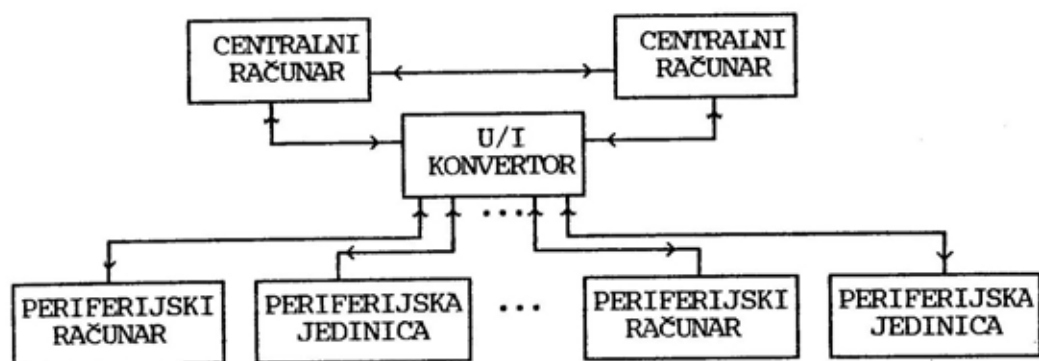 CENTRALNI
RAČUNAR
CENTRALNI
RAČUNAR
U/I
KONVERTOR
...
PERIFERIJSKI
RAČUNAR
PERIFERIJSKA
JEDINICA
...
PERIFERIJSKI
RAČUNAR
PERIFERIJSKA
JEDINICA